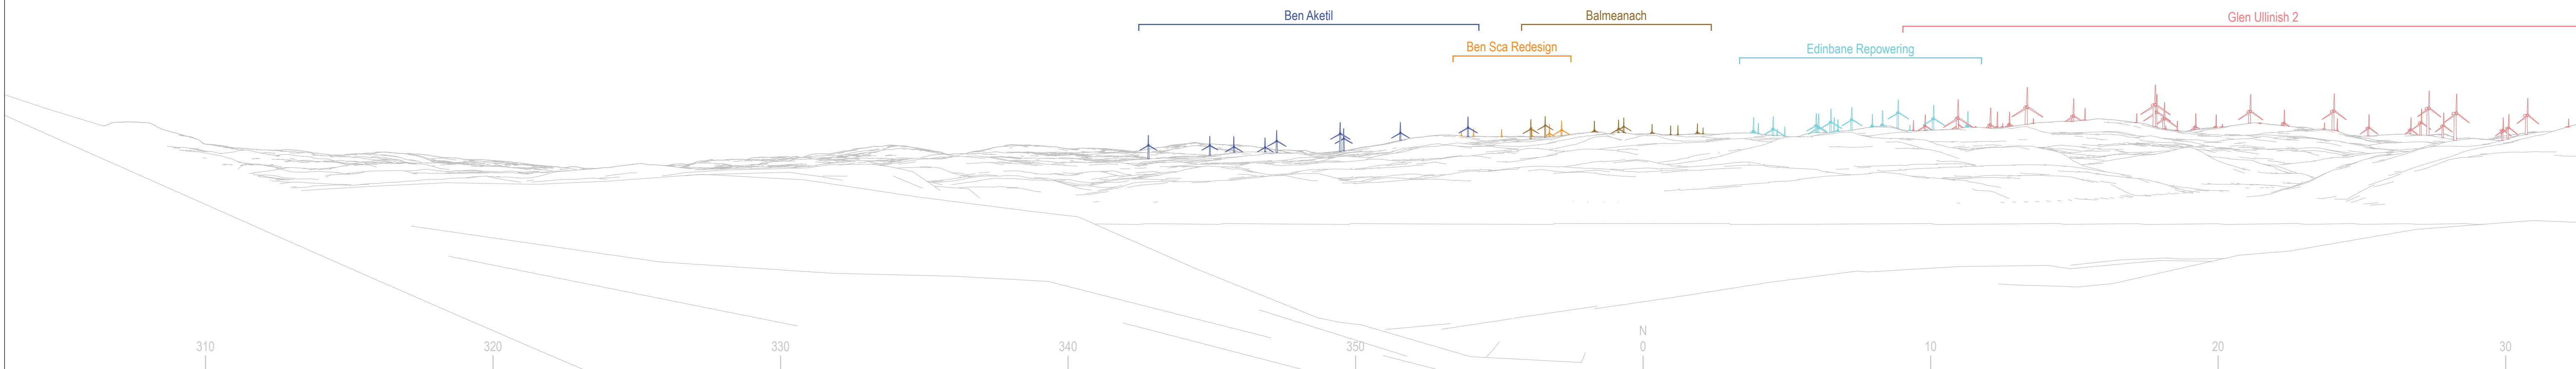 Ben Aketil
Balmeanach
Glen Ullinish 2
Ben Sca Redesign
Edinbane Repowering
N
310
320
330
340
350
0
10
20
30